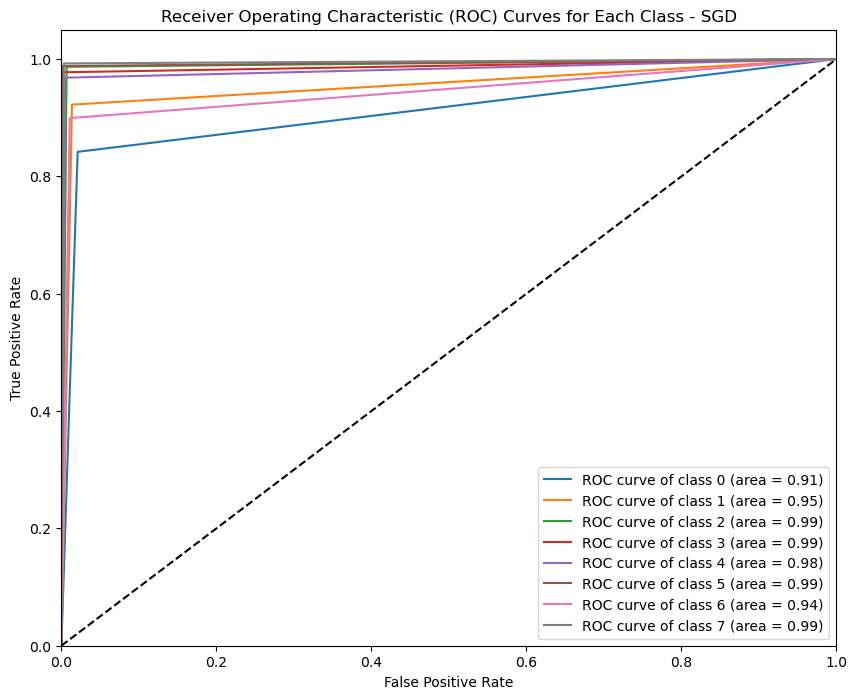 Receiver Operating Characteristic (ROC) Curves for Each Class - SGD
1.0
0.8
0.6
0.4
0.2
0.0
True Positive Rate
ROC curve of class 0 (area = 0.91)
ROC curve of class 1 (area = 0.95)
ROC curve of class 2 (area = 0.99)
ROC curve of class 3 (area = 0.99)
ROC curve of class 4 (area = 0.98)
ROC curve of class 5 (area = 0.99)
ROC curve of class 6 (area = 0.94)
ROC curve of class 7 (area = 0.99)
0.0 0.2 0.4 0.6 0.8 1.0
False Positive Rate